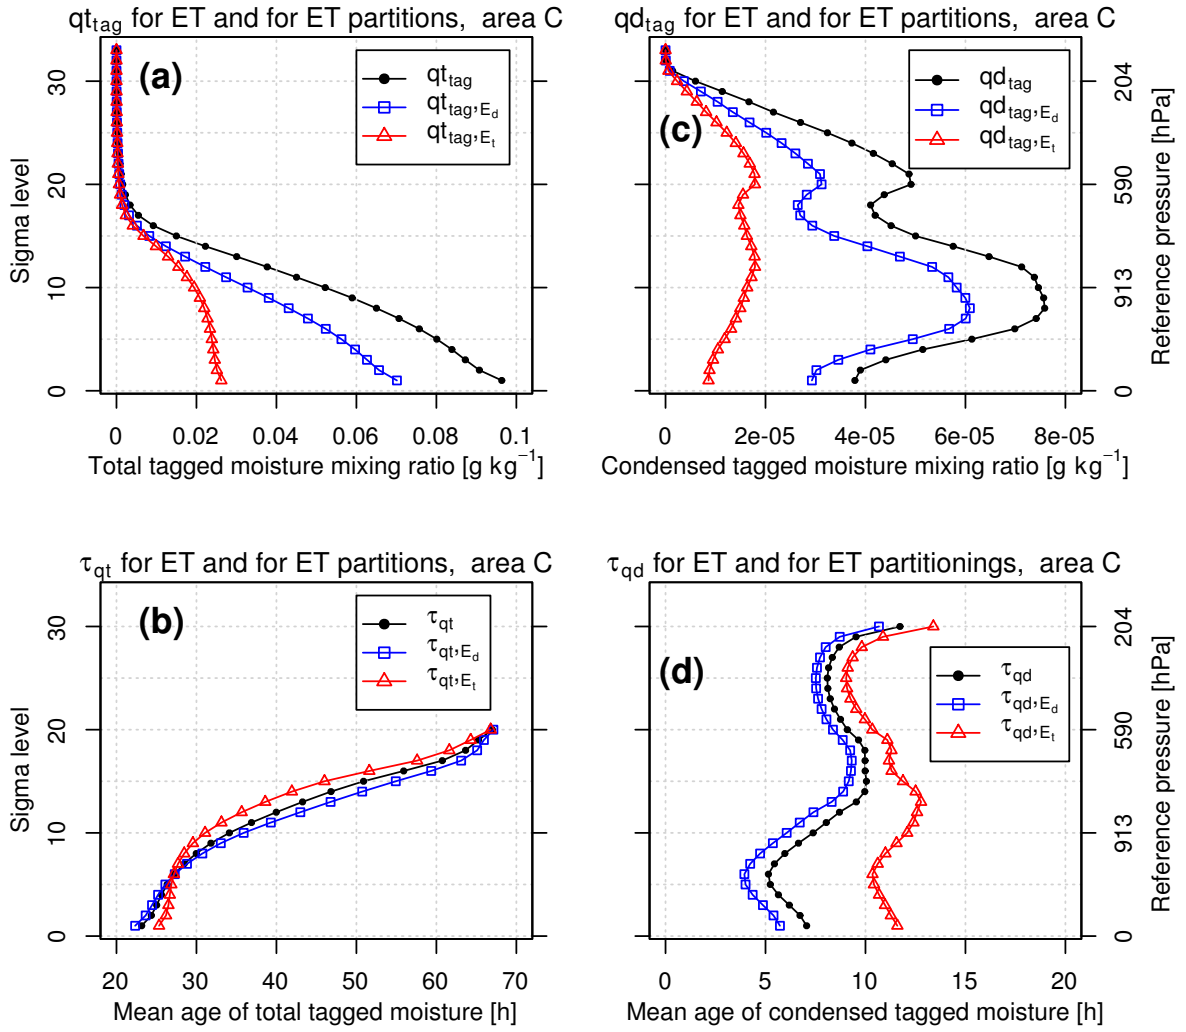 qt_tag for ET and for ET partitions, area C
(a)
qt_tag
qt_tag,E_d
qt_tag,E_t
Sigma level
0
10
20
30
0
0.02
0.04
0.06
0.08
0.1
Total tagged moisture mixing ratio [g kg⁻¹]
qd_tag for ET and for ET partitions, area C
(c)
qd_tag
qd_tag,E_d
qd_tag,E_t
204
590
913
0
Reference pressure [hPa]
0
2e-05
4e-05
6e-05
8e-05
Condensed tagged moisture mixing ratio [g kg⁻¹]
τ_qt for ET and for ET partitions, area C
(b)
τ_qt
τ_qt,E_d
τ_qt,E_t
Sigma level
0
10
20
30
20
30
40
50
60
70
Mean age of total tagged moisture [h]
τ_qd for ET and for ET partitionings, area C
(d)
τ_qd
τ_qd,E_d
τ_qd,E_t
204
590
913
0
Reference pressure [hPa]
0
5
10
15
20
Mean age of condensed tagged moisture [h]